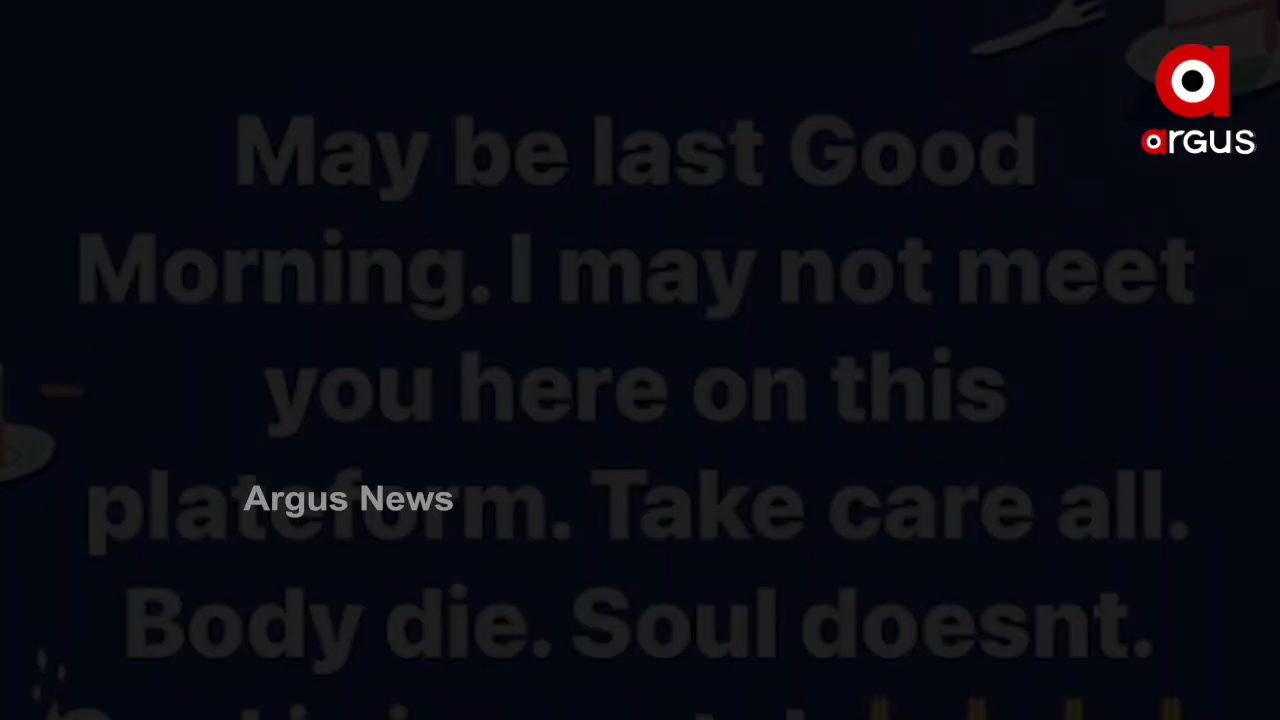 argus
May be last Good
Morning. I may not meet
you here on this
plateform. Take care all.
Argus News
Body die. Soul doesnt.